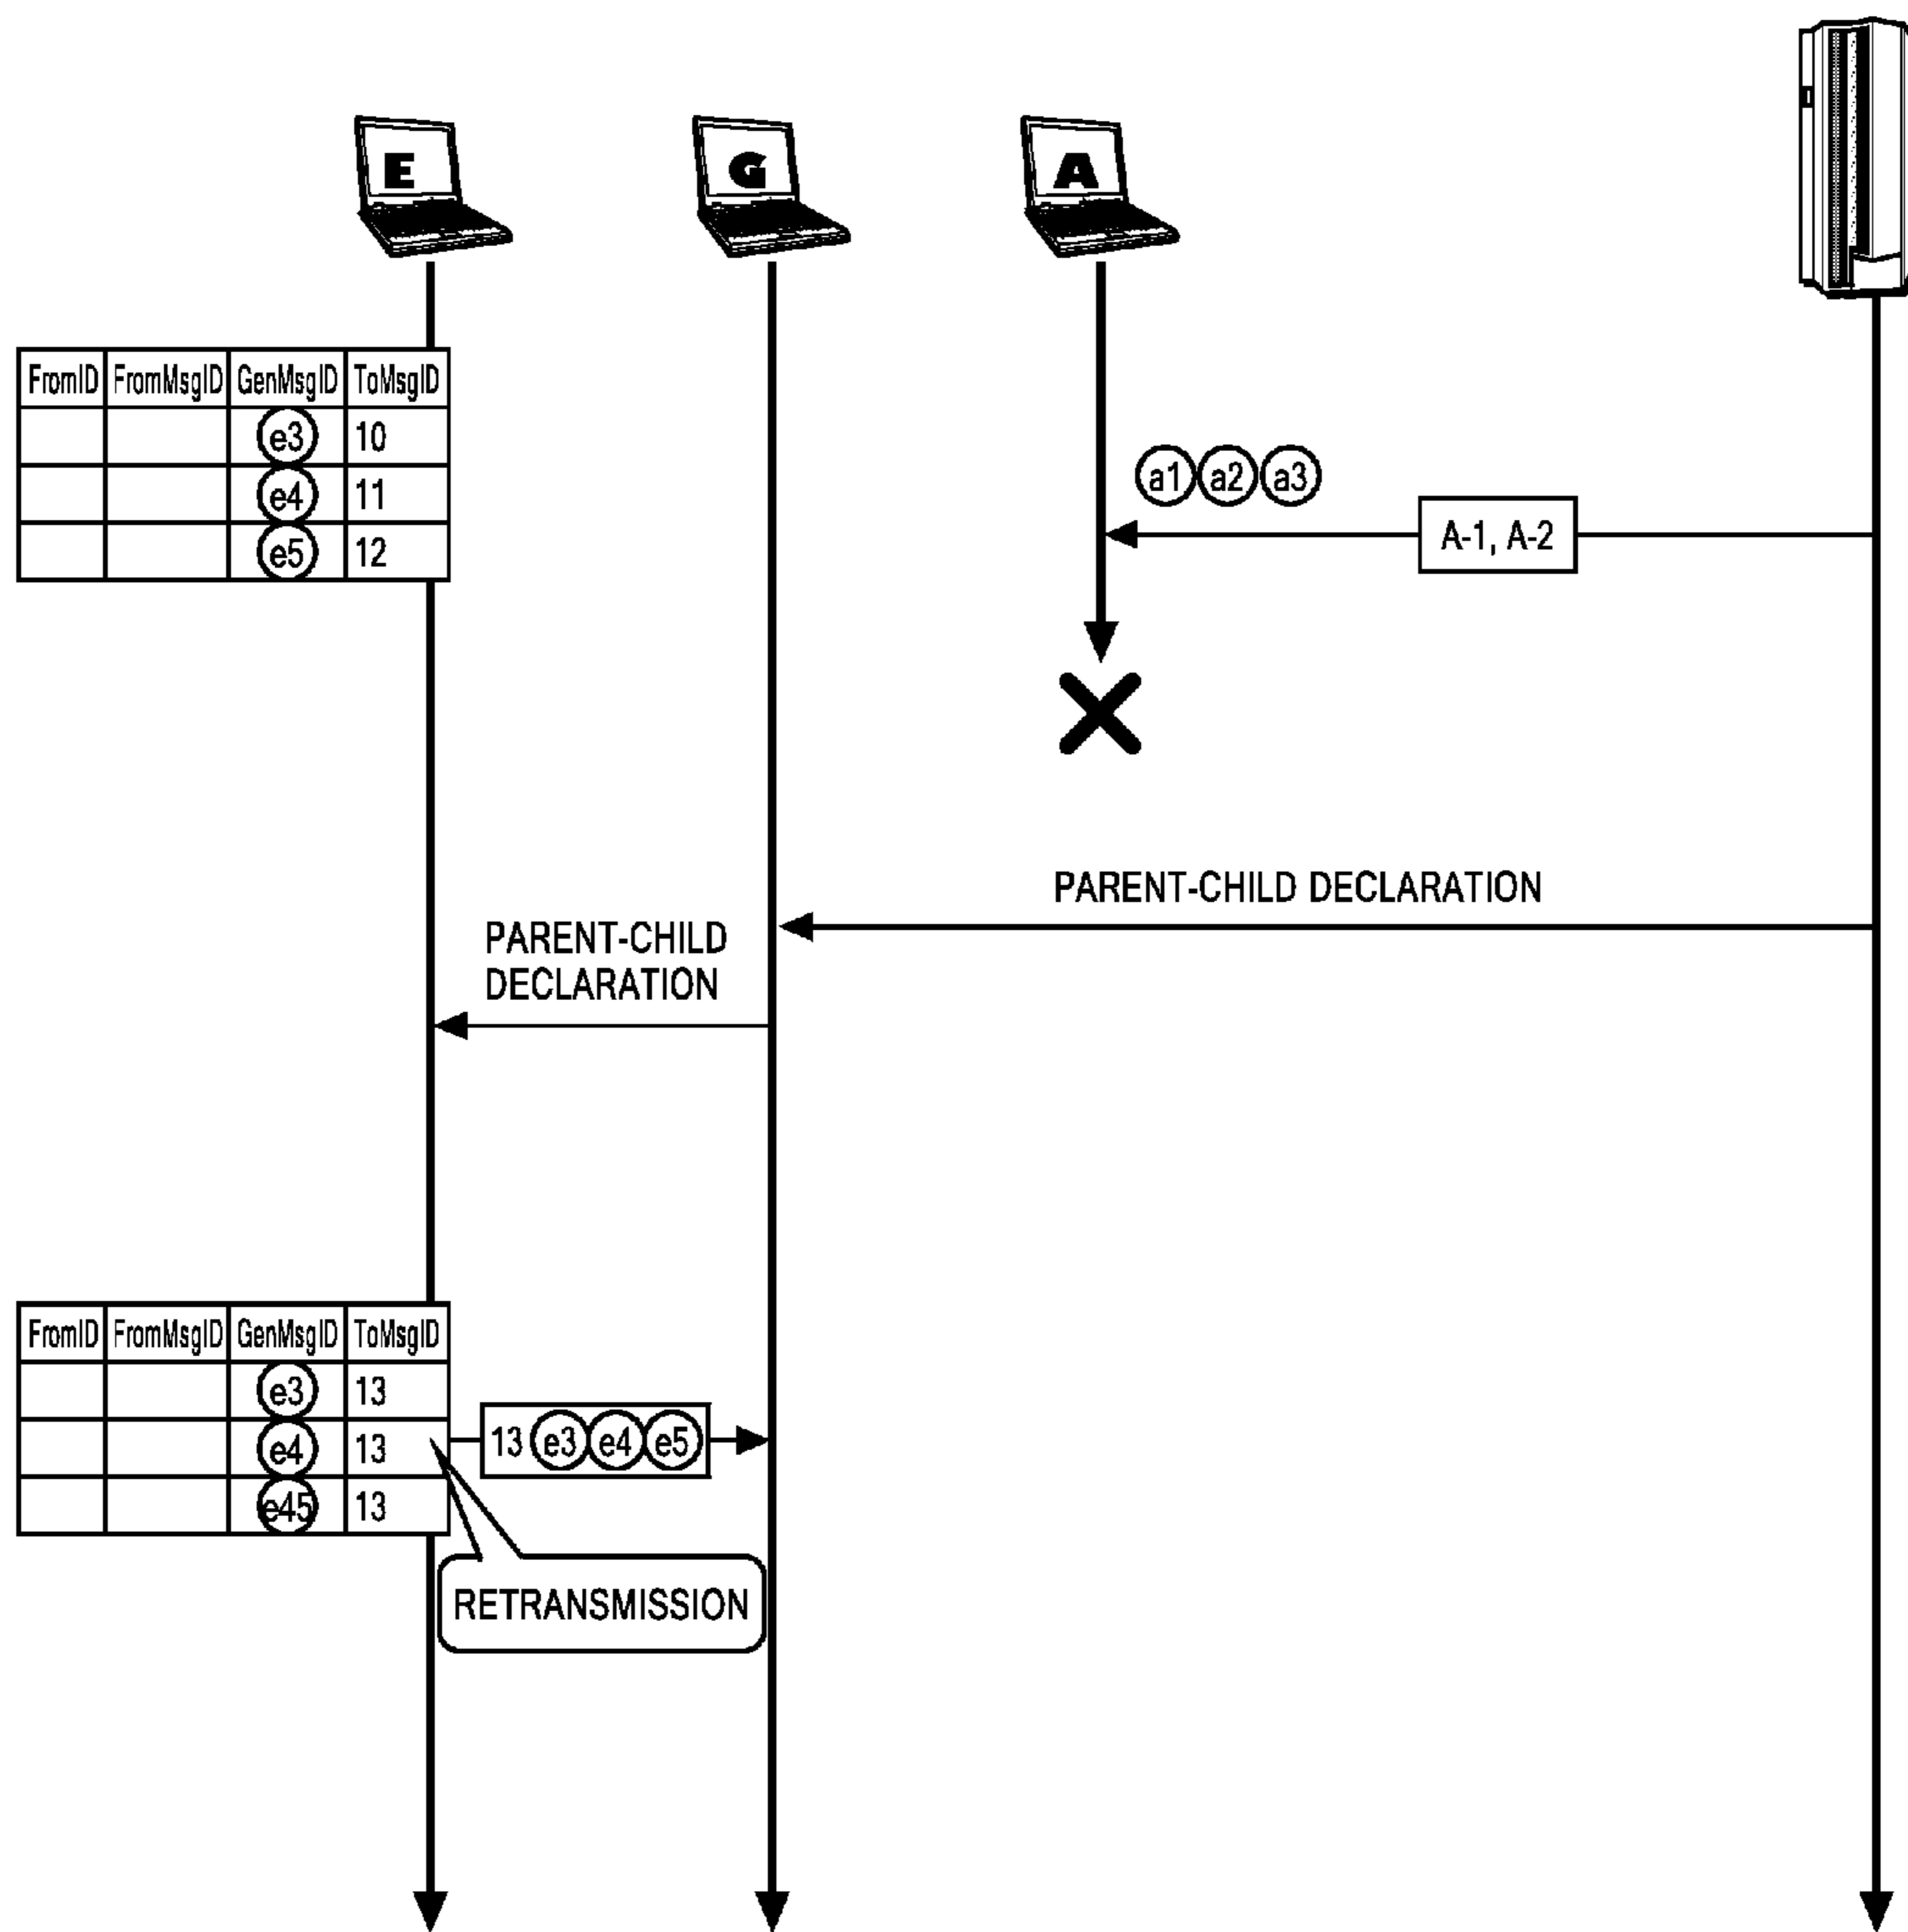 E G A
FromID FromMsgID GenMsgID ToMsgID
e3 10
e4 11
e5 12
a1 a2 a3
A-1, A-2
PARENT-CHILD DECLARATION
PARENT-CHILD
DECLARATION
FromID FromMsgID GenMsgID ToMsgID
e3 13
e4 13
e45 13
13 e3 e4 e5
RETRANSMISSION